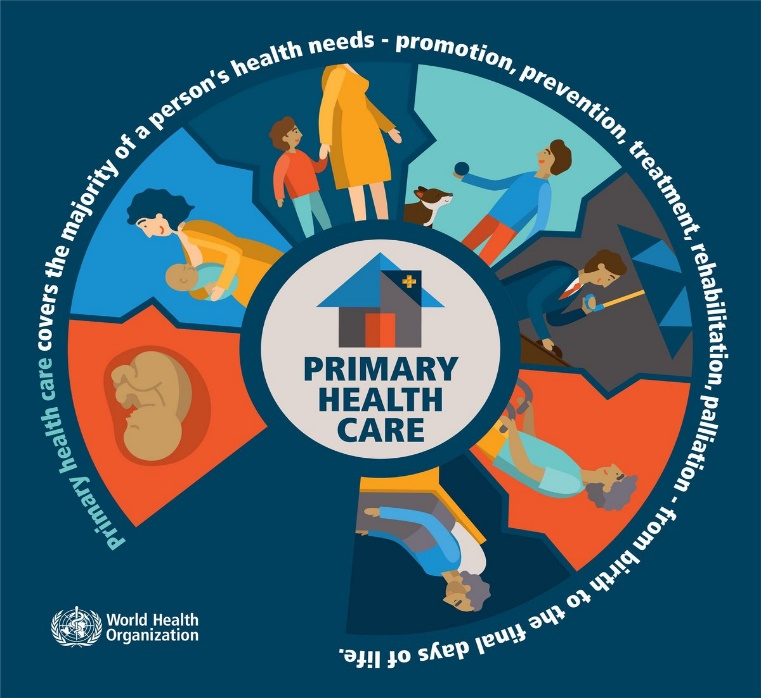 Primary health care covers the majority of a person's health needs - promotion, prevention, treatment, rehabilitation, palliation - from birth to the final days of life.
PRIMARY
HEALTH
CARE
World Health
Organization